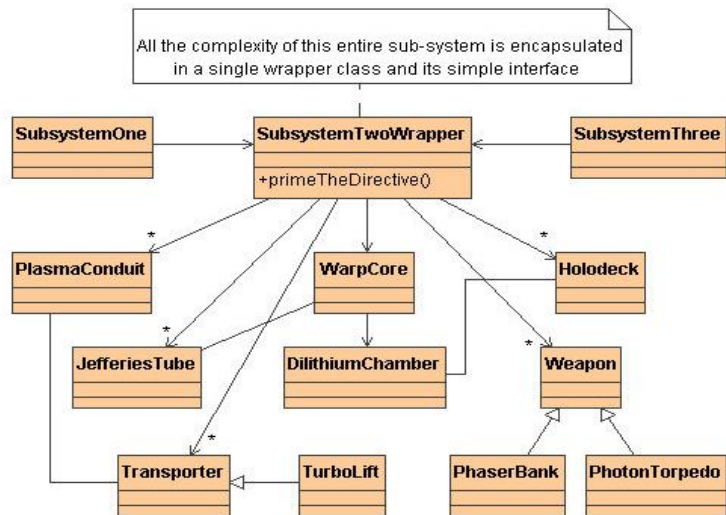 All the complexity of this entire sub-system is encapsulated
in a single wrapper class and its simple interface
SubsystemOne
SubsystemTwoWrapper
SubsystemThree
+primeTheDirective()
*
*
PlasmaConduit
WarpCore
Holodeck
*
*
JefferiesTube
DilithiumChamber
Weapon
*
Transporter
TurboLift
PhaserBank
PhotonTorpedo